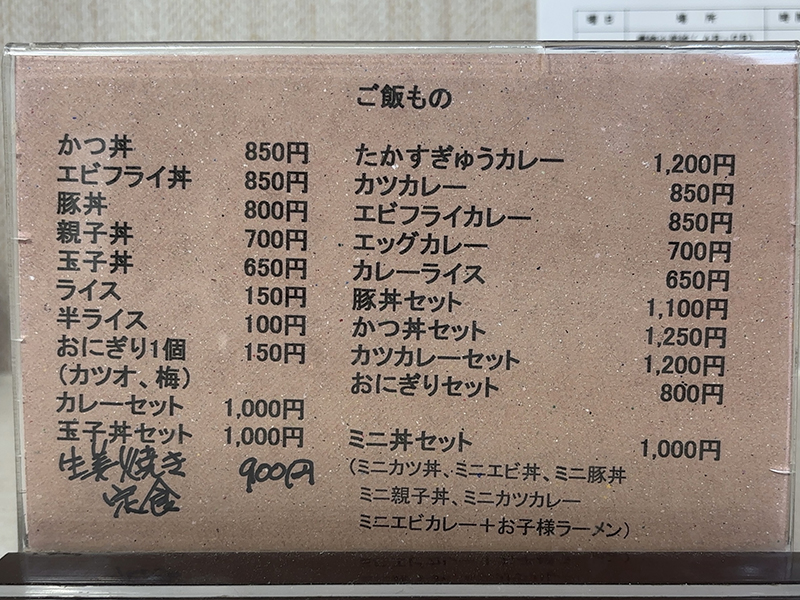 ご飯もの
かつ丼 850円
エビフライ丼 850円
豚丼 800円
親子丼 700円
玉子丼 650円
ライス 150円
半ライス 100円
おにぎり1個 150円
(カツオ、梅)
カレーセット 1,000円
玉子丼セット 1,000円
生姜焼き 900円
定食
たかすぎゅうカレー 1,200円
カツカレー 850円
エビフライカレー 850円
エッグカレー 700円
カレーライス 650円
豚丼セット 1,100円
かつ丼セット 1,250円
カツカレーセット 1,200円
おにぎりセット 800円
ミニ丼セット 1,000円
(ミニカツ丼、ミニエビ丼、ミニ豚丼
ミニ親子丼、ミニカツカレー
ミニエビカレー+お子様ラーメン)